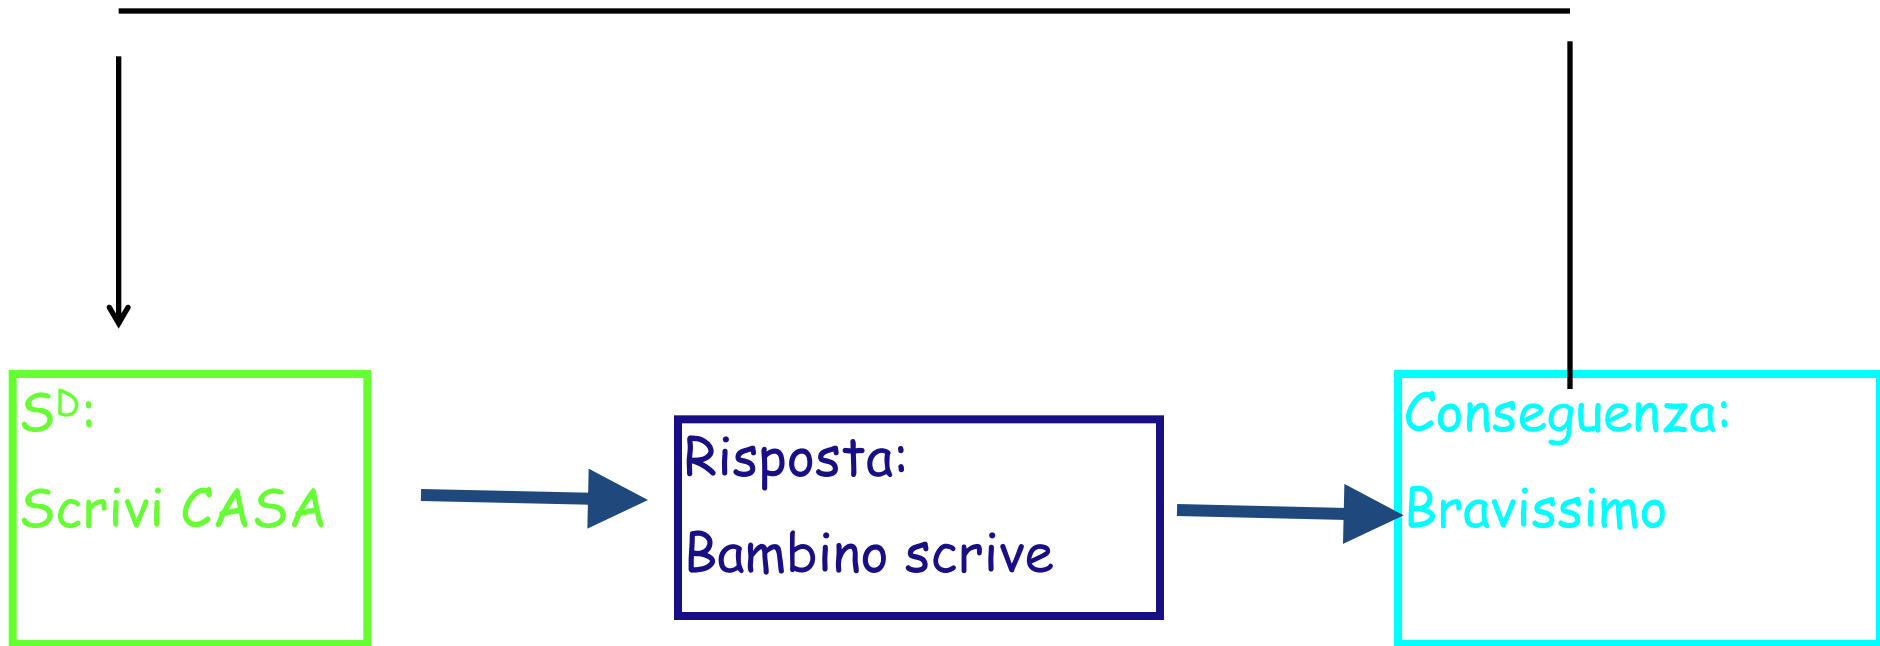 Sᴰ:
Scrivi CASA
Risposta:
Bambino scrive
Conseguenza:
Bravissimo